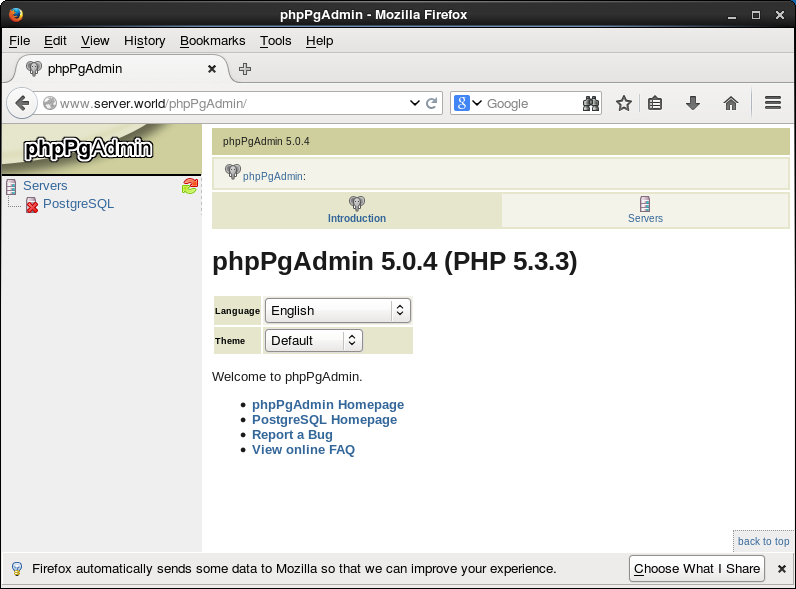 phpPgAdmin - Mozilla Firefox
File Edit View History Bookmarks Tools Help
phpPgAdmin
www.server.world/phpPgAdmin/
8 Google
phpPgAdmin
Servers
PostgreSQL
phpPgAdmin 5.0.4
phpPgAdmin:
Introduction Servers
phpPgAdmin 5.0.4 (PHP 5.3.3)
Language English
Theme Default
Welcome to phpPgAdmin.
phpPgAdmin Homepage
PostgreSQL Homepage
Report a Bug
View online FAQ
back to top
Firefox automatically sends some data to Mozilla so that we can improve your experience. Choose What I Share